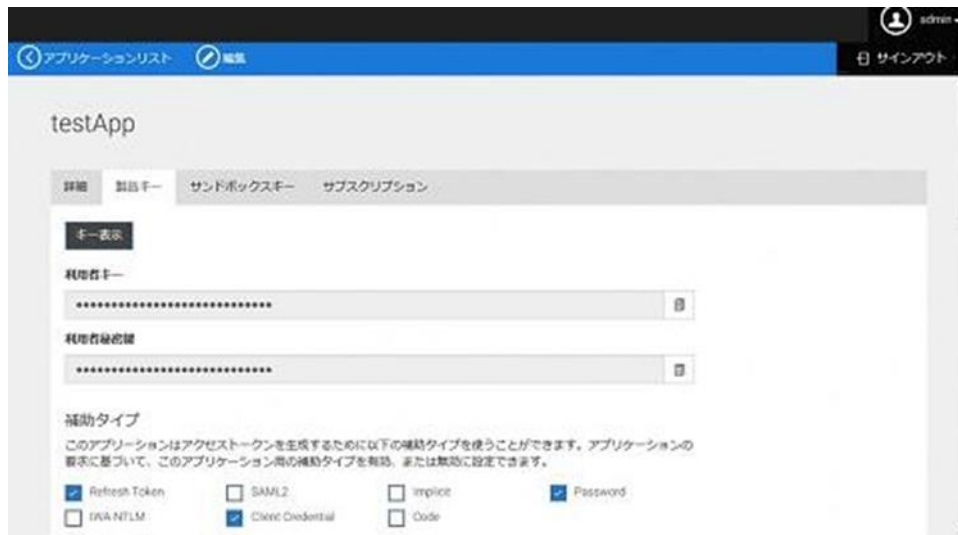 admin
アプリケーションリスト 編集 サインアウト
testApp
詳細 製品キー サンドボックスキー サブスクリプション
キー表示
利用者キー
••••••••••••••••••••••••••••
利用者秘密鍵
••••••••••••••••••••••••••••
補助タイプ
このアプリーションはアクセストークンを生成するために以下の補助タイプを使うことができます。アプリケーションの
要求に基づいて、このアプリケーション用の補助タイプを有効、または無効に設定できます。
Refresh Token SAML2 Implicit Password
IWA-NTLM Client Credential Code